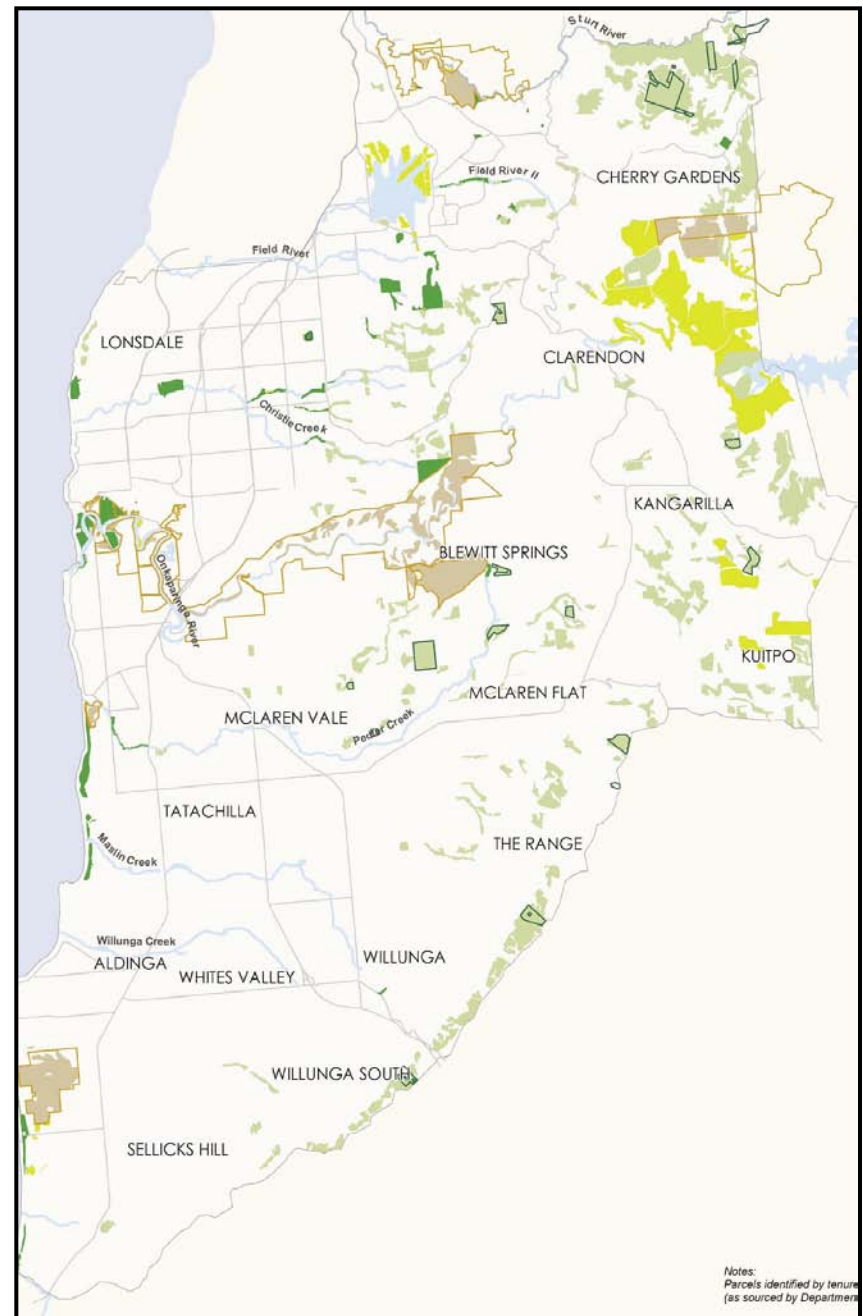 Sturt River
Field River II
CHERRY GARDENS
Field River
LONSDALE
CLARENDON
Christie Creek
KANGARILLA
BLEWITT SPRINGS
Onkaparinga River
KUITPO
MCLAREN FLAT
MCLAREN VALE
Pedlar Creek
TATACHILLA
THE RANGE
Maslin Creek
Willunga Creek
WILLUNGA
ALDINGA
WHITES VALLEY
WILLUNGA SOUTH
SELLICKS HILL
Notes:
Parcels identified by tenure
(as sourced by Departmen